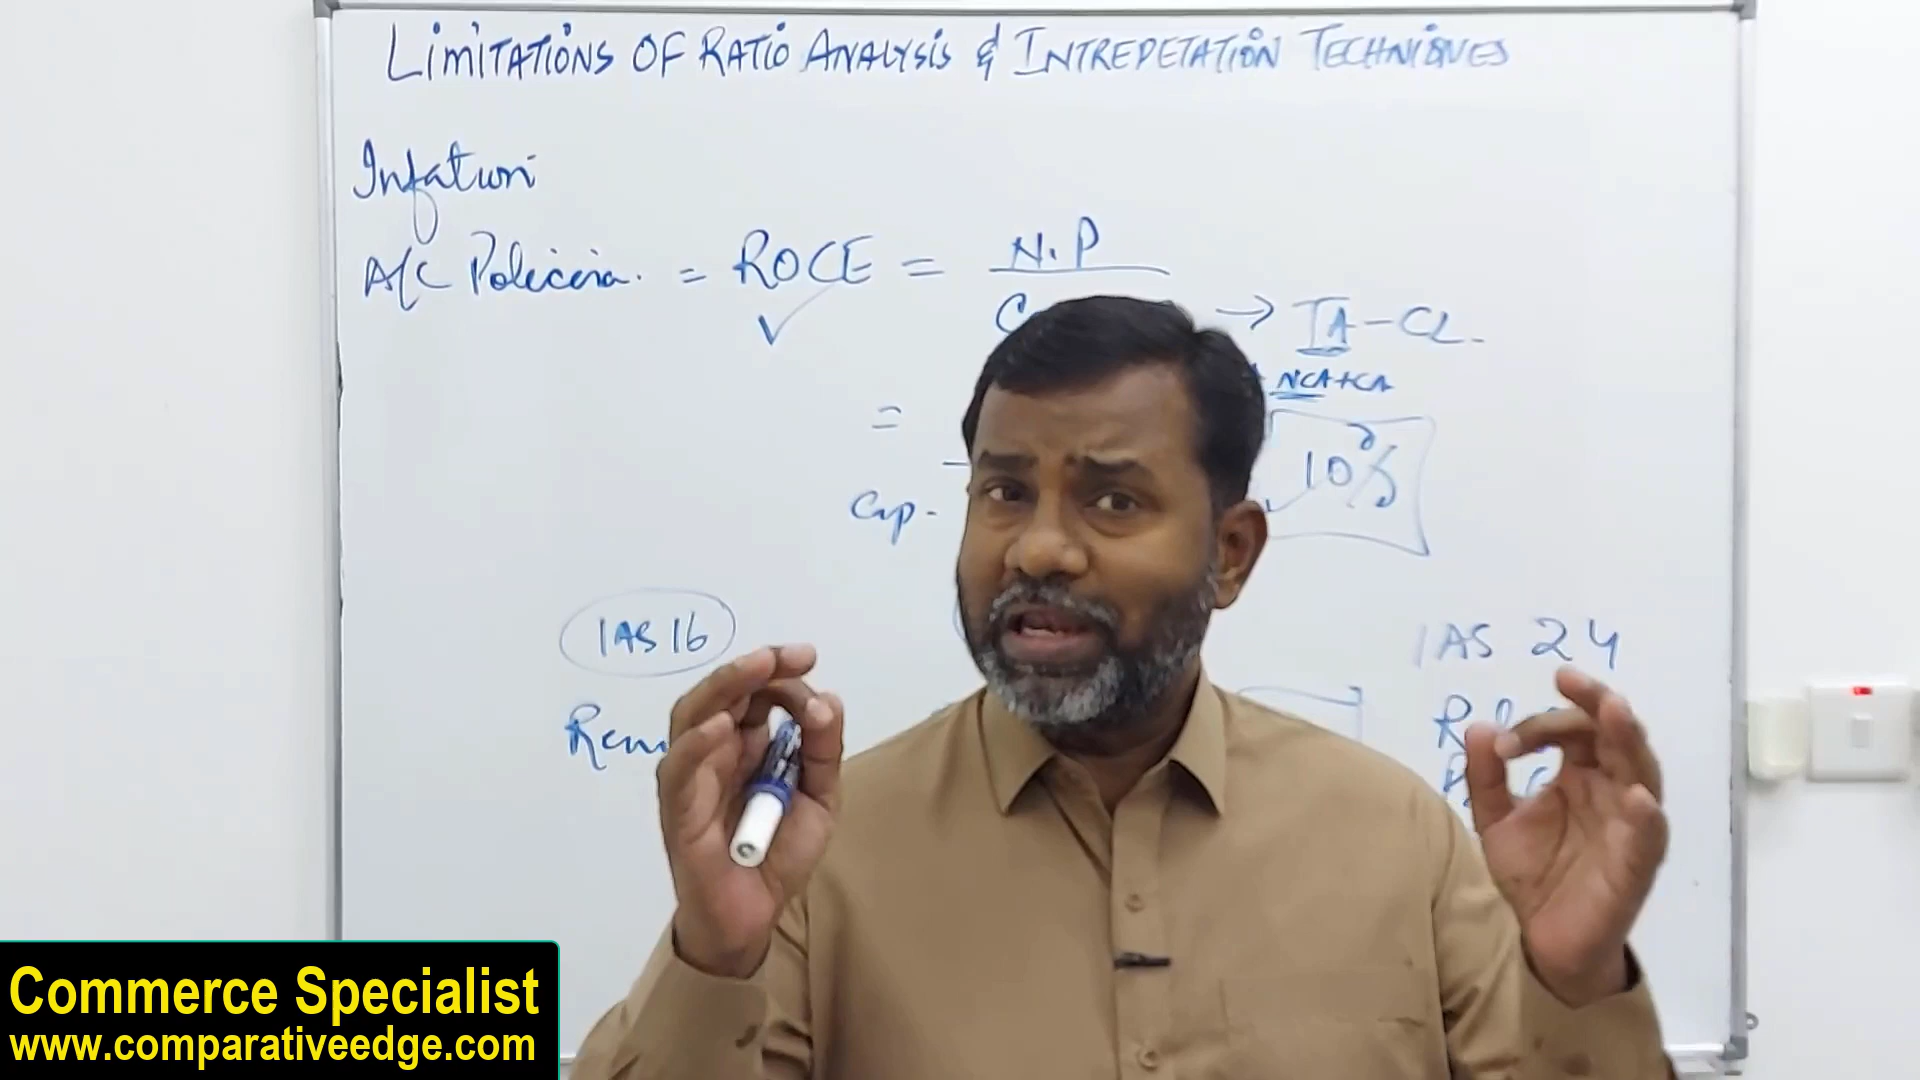 LIMITATIONS OF RATIO ANALYSIS & INTREPETATION TECHNIQUES
Infation
A/C Policies. = ROCE = N.P
→ TA - CL.
NCA + CA
=
10%
Cap.
IAS 16
IAS 24
Commerce Specialist
www.comparativeedge.com